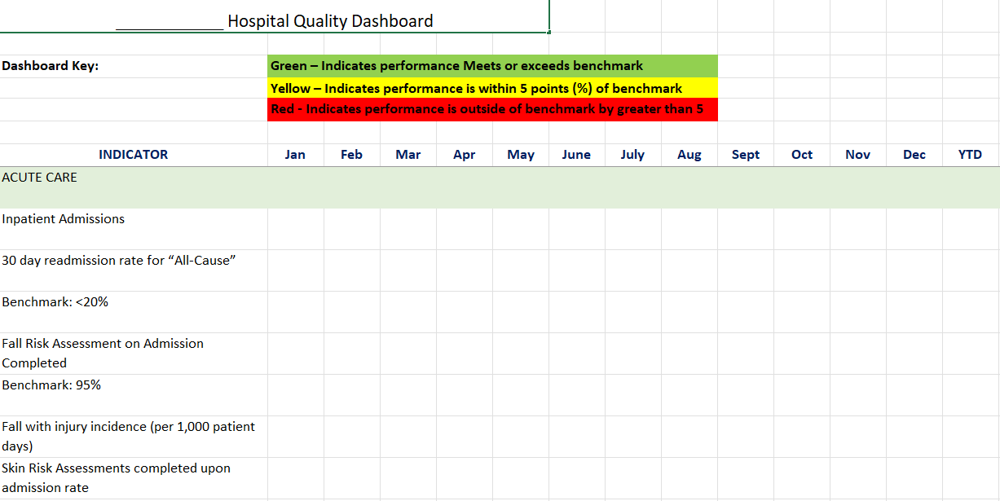 ____________ Hospital Quality Dashboard
Dashboard Key:
Green – Indicates performance Meets or exceeds benchmark
Yellow – Indicates performance is within 5 points (%) of benchmark
Red - Indicates performance is outside of benchmark by greater than 5
INDICATOR Jan Feb Mar Apr May June July Aug Sept Oct Nov Dec YTD
ACUTE CARE
Inpatient Admissions
30 day readmission rate for “All-Cause”
Benchmark: <20%
Fall Risk Assessment on Admission
Completed
Benchmark: 95%
Fall with injury incidence (per 1,000 patient
days)
Skin Risk Assessments completed upon
admission rate